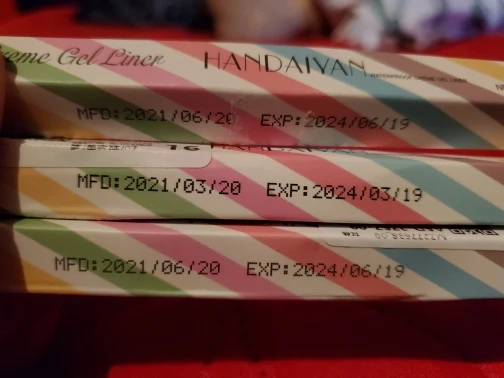 eme Gel Liner HANDAIYAN
MFD:2021/06/20 EXP:2024/06/19
16
MFD:2021/03/20 EXP:2024/03/19
MFD:2021/06/20 EXP:2024/06/19